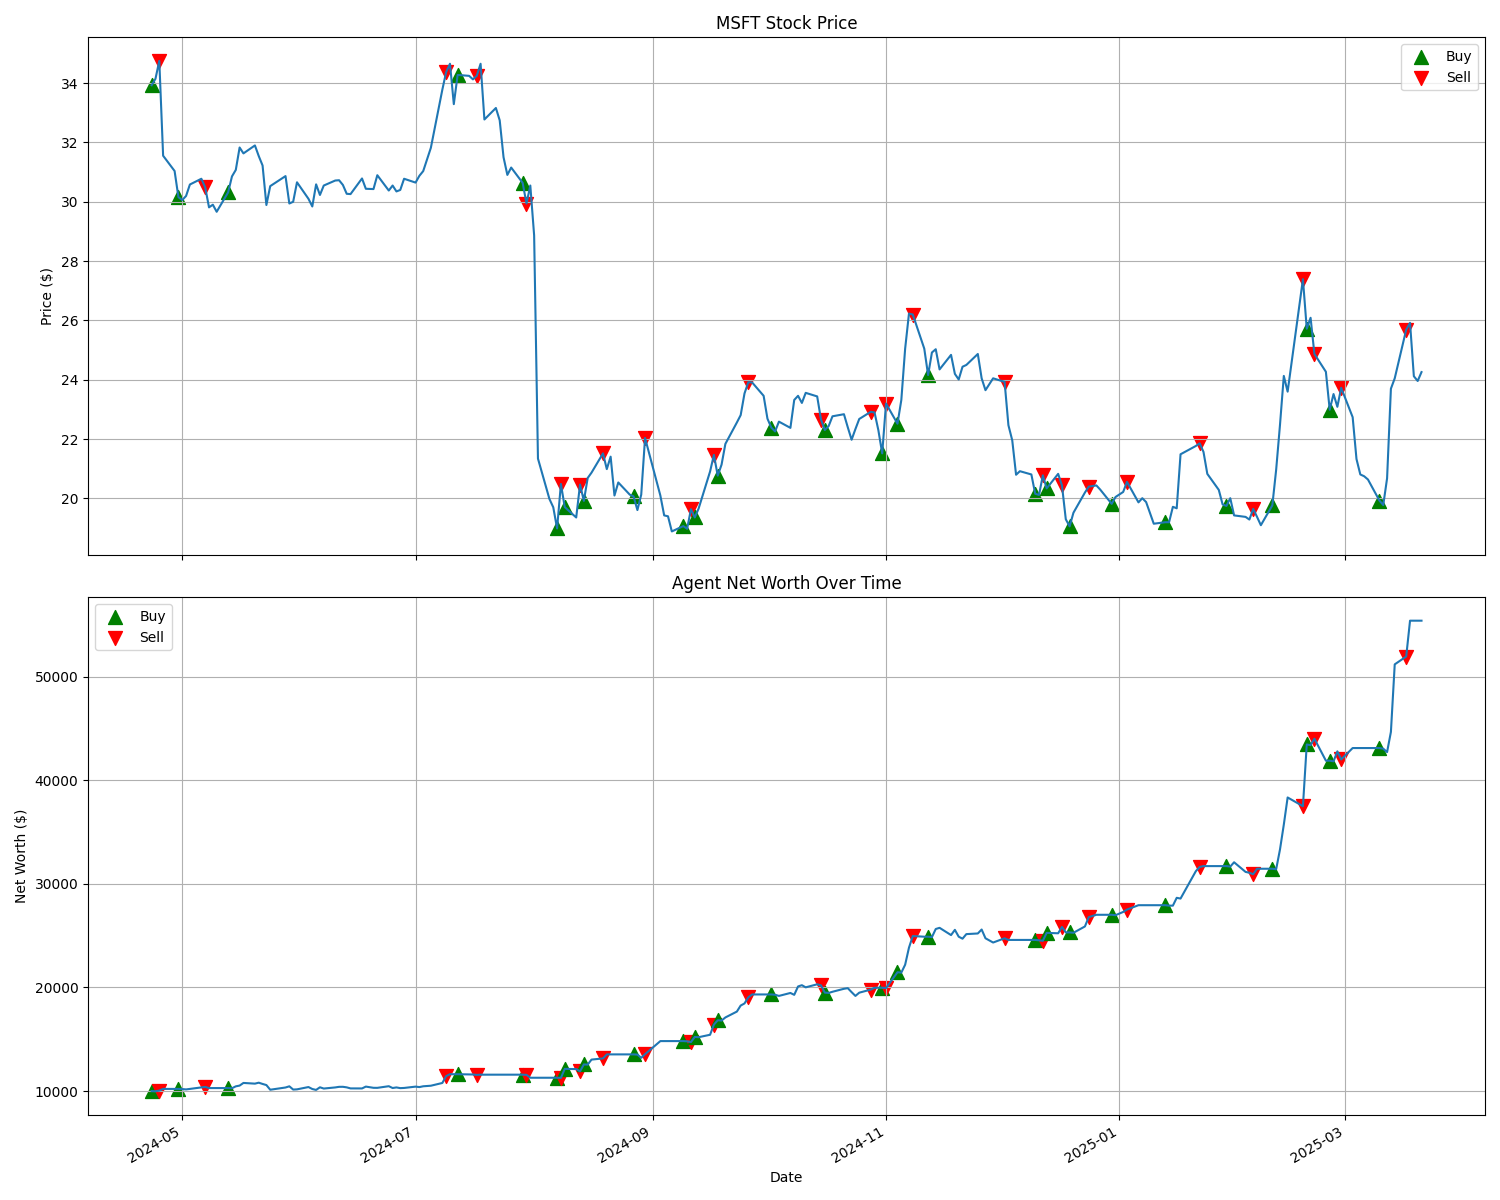 MSFT Stock Price
Buy
Sell
34
32
30
28
26
24
22
20
Price ($)
Agent Net Worth Over Time
Buy
Sell
50000
40000
30000
20000
10000
Net Worth ($)
2024-05
2024-07
2024-09
2024-11
2025-01
2025-03
Date